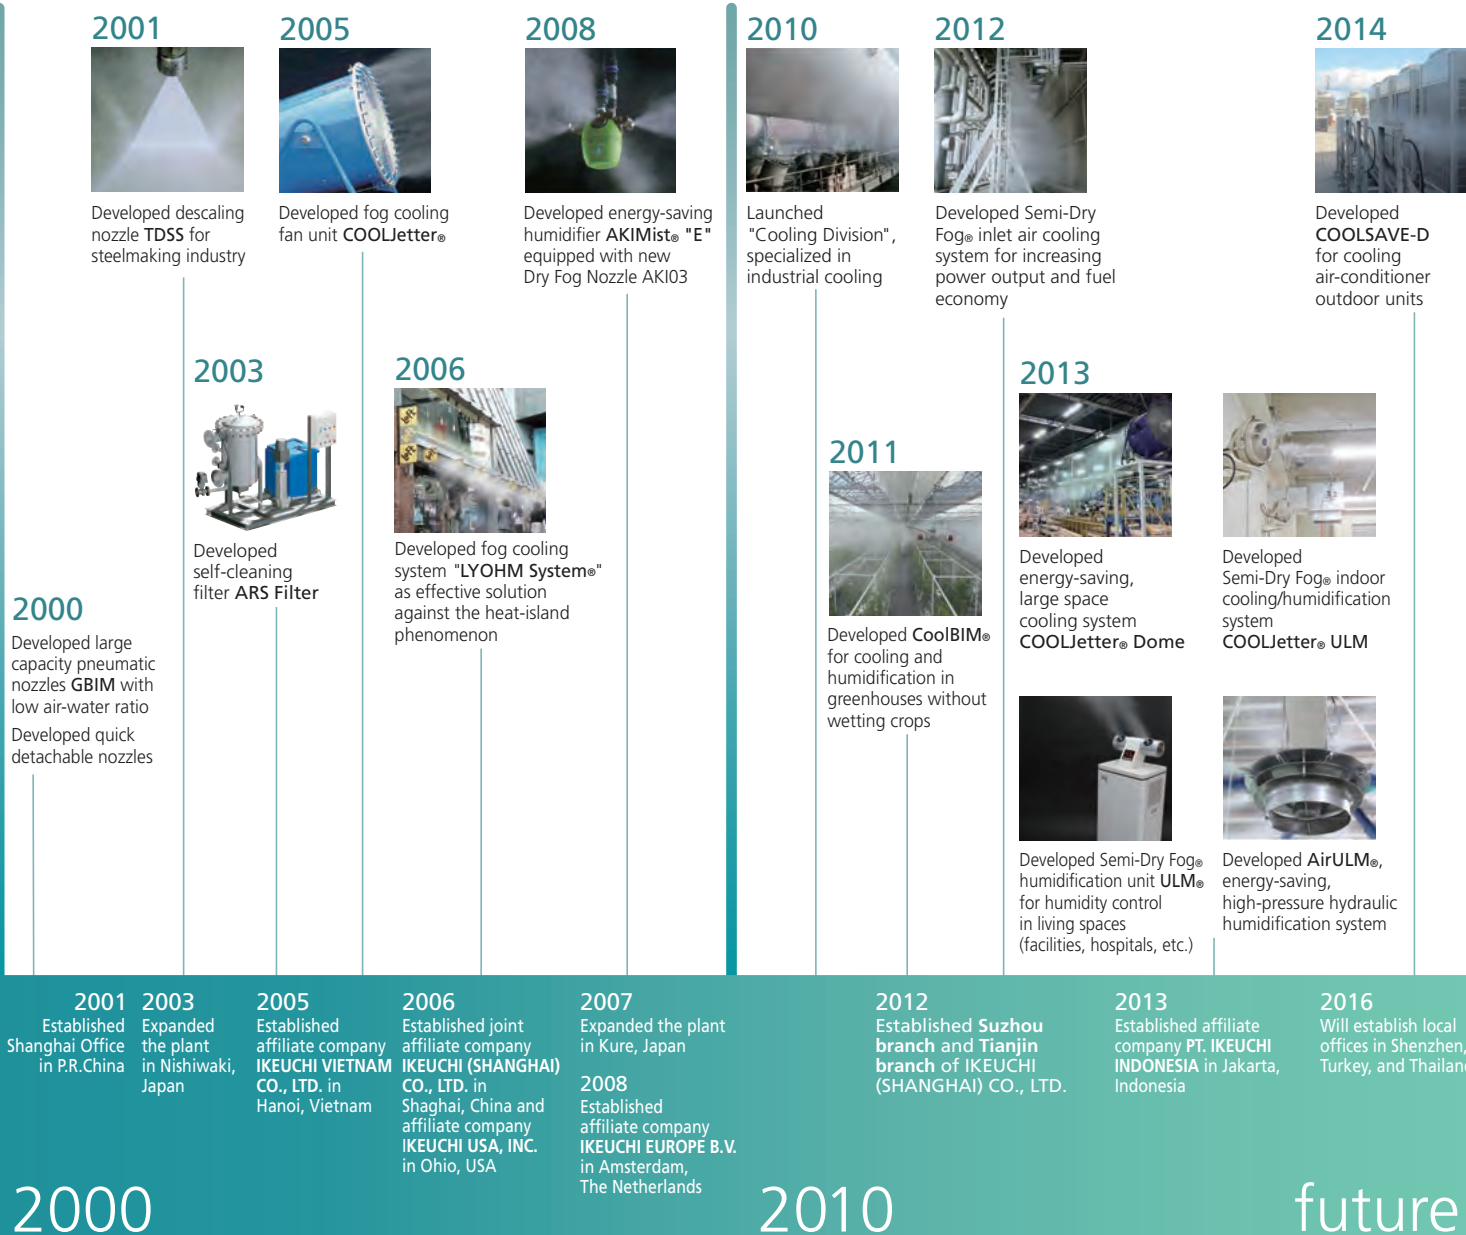 2001
Developed descaling
nozzle TDSS for
steelmaking industry
2005
Developed fog cooling
fan unit COOLJetter®
2008
Developed energy-saving
humidifier AKIMist® "E"
equipped with new
Dry Fog Nozzle AKI03
2003
Developed
self-cleaning
filter ARS Filter
2006
Developed fog cooling
system "LYOHM System®"
as effective solution
against the heat-island
phenomenon
2000
Developed large
capacity pneumatic
nozzles GBIM with
low air-water ratio
Developed quick
detachable nozzles
2010
Launched
"Cooling Division",
specialized in
industrial cooling
2012
Developed Semi-Dry
Fog® inlet air cooling
system for increasing
power output and fuel
economy
2014
Developed
COOLSAVE-D
for cooling
air-conditioner
outdoor units
2011
Developed CoolBIM®
for cooling and
humidification in
greenhouses without
wetting crops
2013
Developed
energy-saving,
large space
cooling system
COOLJetter® Dome
Developed
Semi-Dry Fog® indoor
cooling/humidification
system
COOLJetter® ULM
Developed Semi-Dry Fog®
humidification unit ULM®
for humidity control
in living spaces
(facilities, hospitals, etc.)
Developed AirULM®,
energy-saving,
high-pressure hydraulic
humidification system
2001
Established
Shanghai Office
in P.R.China
2003
Expanded
the plant
in Nishiwaki,
Japan
2005
Established
affiliate company
IKEUCHI VIETNAM
CO., LTD. in
Hanoi, Vietnam
2006
Established joint
affiliate company
IKEUCHI (SHANGHAI)
CO., LTD. in
Shaghai, China and
affiliate company
IKEUCHI USA, INC.
in Ohio, USA
2007
Expanded the plant
in Kure, Japan
2008
Established
affiliate company
IKEUCHI EUROPE B.V.
in Amsterdam,
The Netherlands
2012
Established Suzhou
branch and Tianjin
branch of IKEUCHI
(SHANGHAI) CO., LTD.
2013
Established affiliate
company PT. IKEUCHI
INDONESIA in Jakarta,
Indonesia
2016
Will establish local
offices in Shenzhen,
Turkey, and Thailand
2000
2010
future